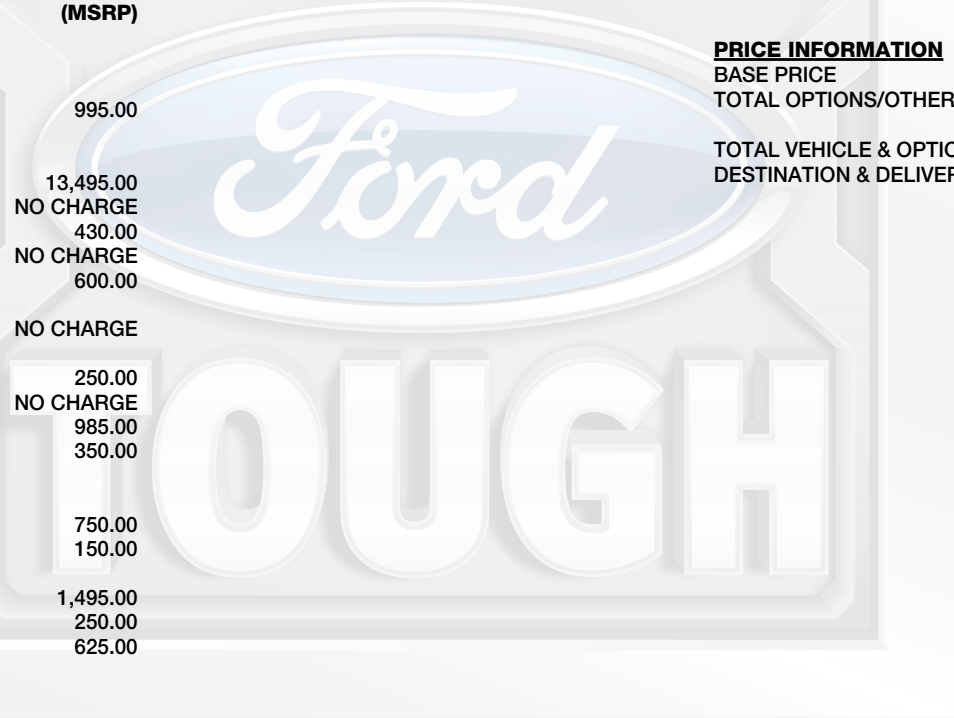 (MSRP)
995.00
13,495.00
NO CHARGE
430.00
NO CHARGE
600.00
NO CHARGE
250.00
NO CHARGE
985.00
350.00
750.00
150.00
1,495.00
250.00
625.00
PRICE INFORMATION
BASE PRICE
TOTAL OPTIONS/OTHER
TOTAL VEHICLE & OPTIO
DESTINATION & DELIVER
Ford
TOUGH